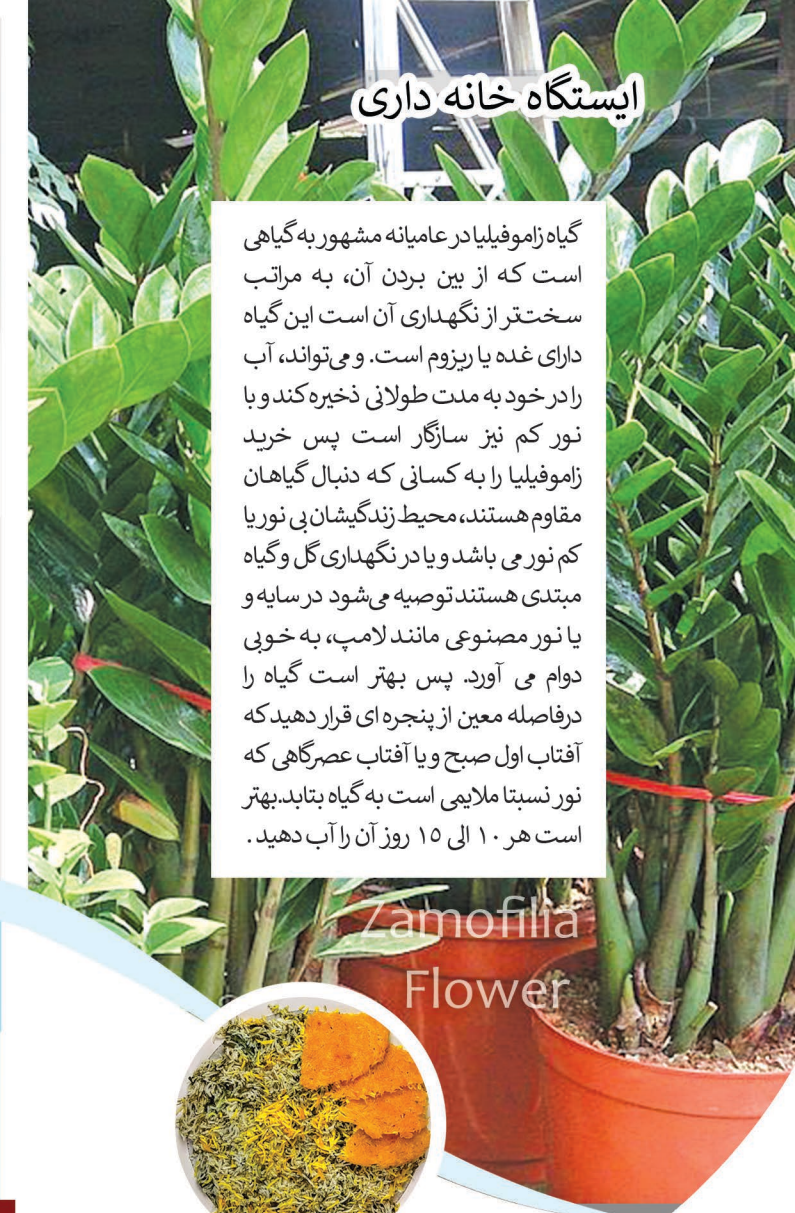 ایستگاه خانه داری
گیاه زاموفیلیا در عامیانه مشهور به گیاهی
است که از بین بردن آن، به مراتب
سختتر از نگهداری آن است این گیاه
دارای غده یا ریزوم است. و می‌تواند، آب
را در خود به مدت طولانی ذخیره کند و با
نور کم نیز سازگار است پس خرید
زاموفیلیا را به کسانی که دنبال گیاهان
مقاوم هستند، محیط زندگیشان بی نور یا
کم نور می باشد و یا در نگهداری گل و گیاه
مبتدی هستند توصیه می‌شود در سایه و
یا نور مصنوعی مانند لامپ، به خوبی
دوام می آورد. پس بهتر است گیاه را
درفاصله معین از پنجره ای قرار دهید که
آفتاب اول صبح و یا آفتاب عصرگاهی که
نور نسبتا ملایمی است به گیاه بتابد.بهتر
است هر ۱۰ الی ۱۵ روز آن را آب دهید .
Zamofilia
Flower